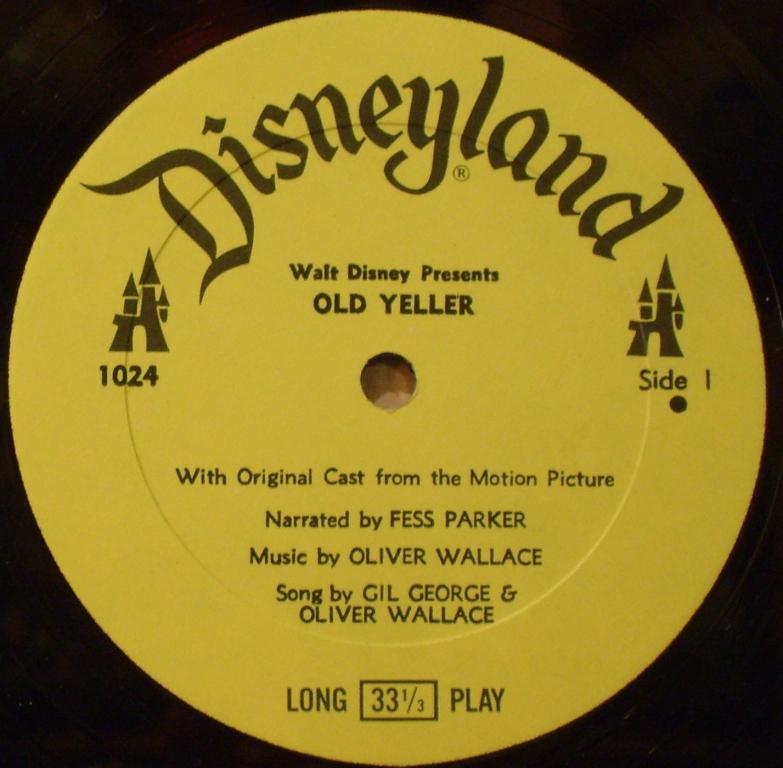 Disneyland®
Walt Disney Presents
OLD YELLER
1024
Side 1
With Original Cast from the Motion Picture
Narrated by FESS PARKER
Music by OLIVER WALLACE
Song by GIL GEORGE &
OLIVER WALLACE
LONG 33⅓ PLAY